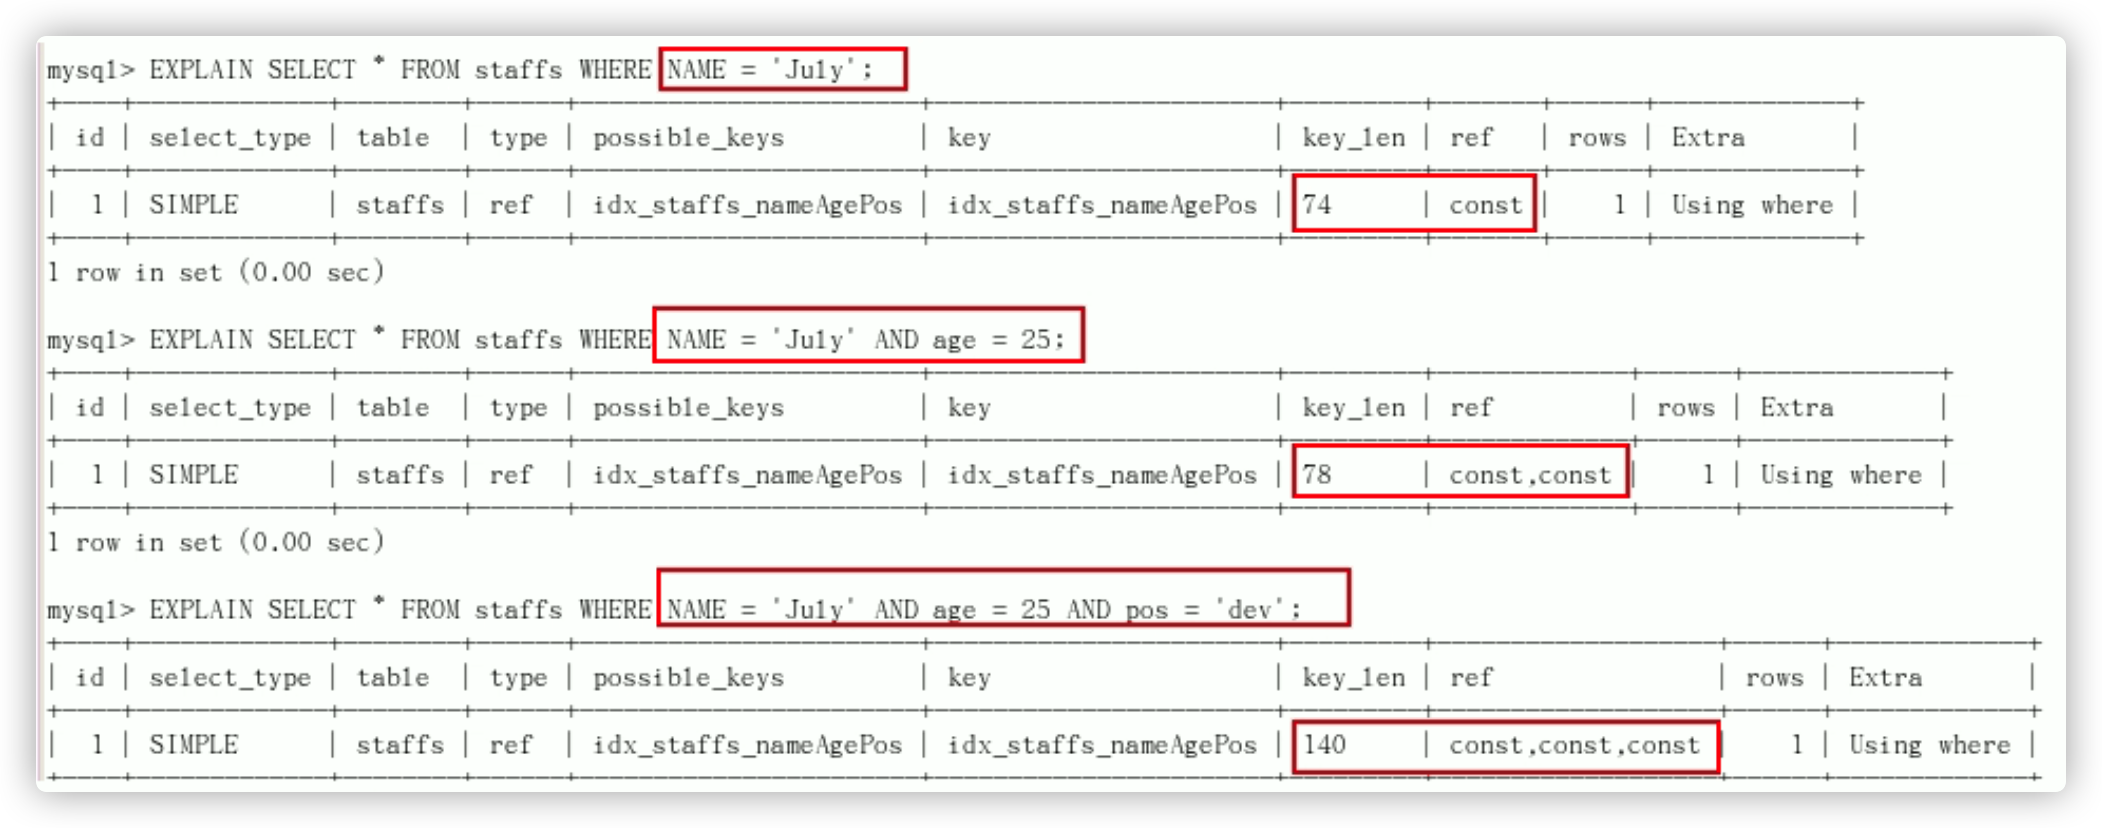 mysql> EXPLAIN SELECT * FROM staffs WHERE NAME = 'July';
+----+-------------+--------+------+-----------------------+-----------------------+---------+-------+------+-------------+
| id | select_type | table | type | possible_keys | key | key_len | ref | rows | Extra |
+----+-------------+--------+------+-----------------------+-----------------------+---------+-------+------+-------------+
| 1 | SIMPLE | staffs | ref | idx_staffs_nameAgePos | idx_staffs_nameAgePos | 74 | const | 1 | Using where |
+----+-------------+--------+------+-----------------------+-----------------------+---------+-------+------+-------------+
1 row in set (0.00 sec)
mysql> EXPLAIN SELECT * FROM staffs WHERE NAME = 'July' AND age = 25;
+----+-------------+--------+------+-----------------------+-----------------------+---------+-------------+------+-------------+
| id | select_type | table | type | possible_keys | key | key_len | ref | rows | Extra |
+----+-------------+--------+------+-----------------------+-----------------------+---------+-------------+------+-------------+
| 1 | SIMPLE | staffs | ref | idx_staffs_nameAgePos | idx_staffs_nameAgePos | 78 | const,const | 1 | Using where |
+----+-------------+--------+------+-----------------------+-----------------------+---------+-------------+------+-------------+
1 row in set (0.00 sec)
mysql> EXPLAIN SELECT * FROM staffs WHERE NAME = 'July' AND age = 25 AND pos = 'dev';
+----+-------------+--------+------+-----------------------+-----------------------+---------+-------------------+------+-------------+
| id | select_type | table | type | possible_keys | key | key_len | ref | rows | Extra |
+----+-------------+--------+------+-----------------------+-----------------------+---------+-------------------+------+-------------+
| 1 | SIMPLE | staffs | ref | idx_staffs_nameAgePos | idx_staffs_nameAgePos | 140 | const,const,const | 1 | Using where |
+----+-------------+--------+------+-----------------------+-----------------------+---------+-------------------+------+-------------+